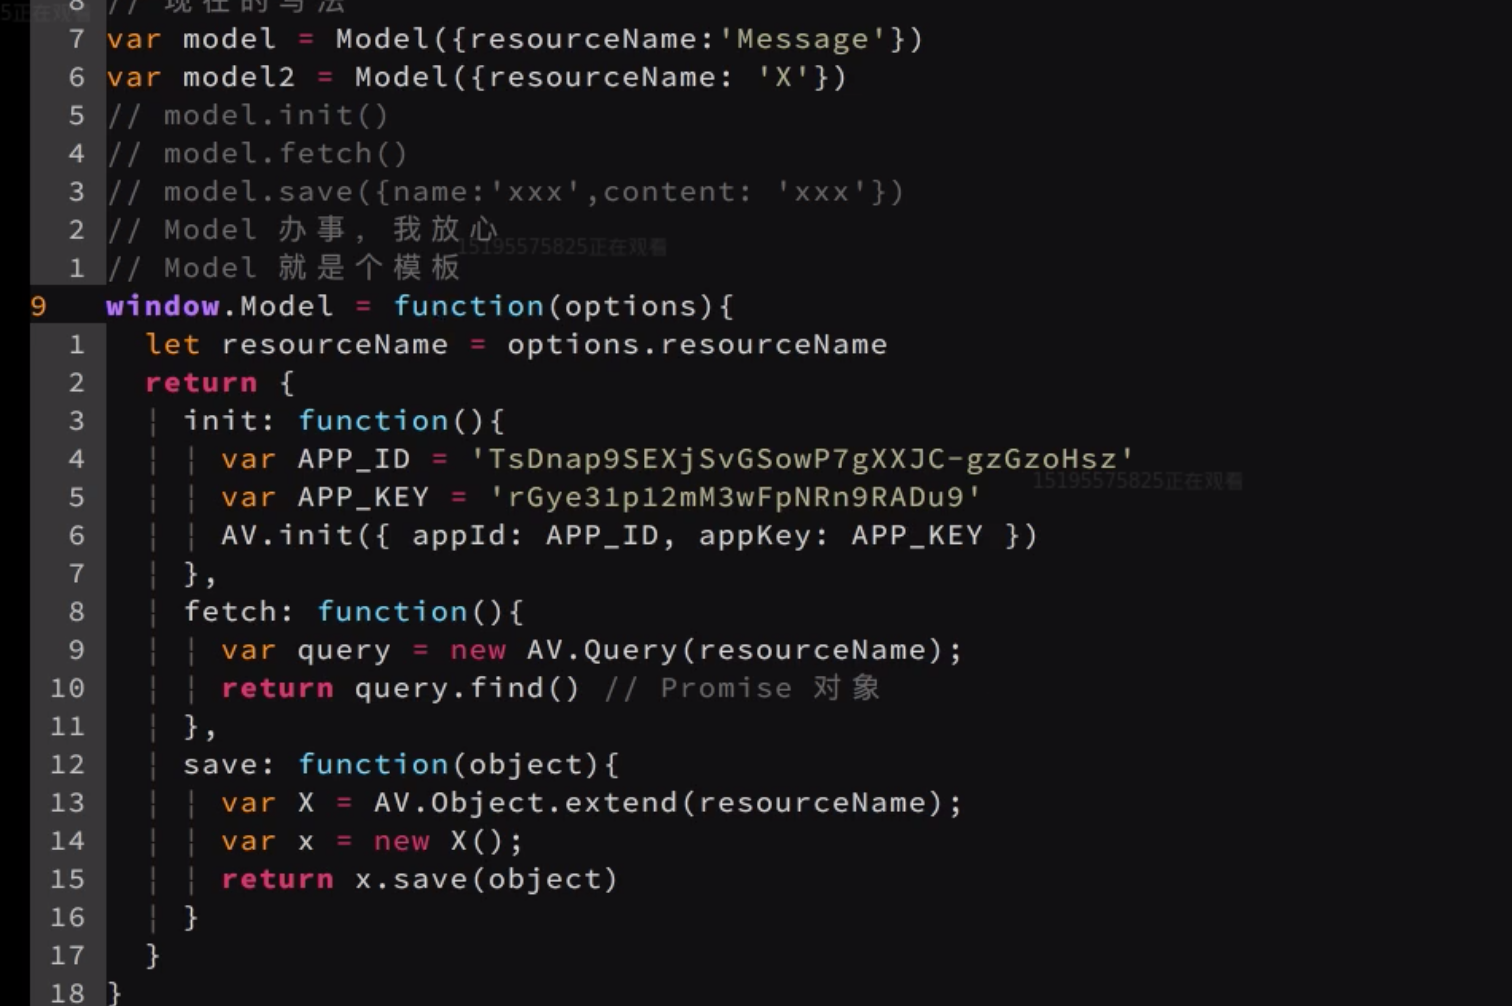 5正在观看
8 // 现在的写法
7 var model = Model({resourceName:'Message'})
6 var model2 = Model({resourceName: 'X'})
5 // model.init()
4 // model.fetch()
3 // model.save({name:'xxx',content: 'xxx'})
2 // Model 办事, 我放心
15195575825正在观看
1 // Model 就是个模板
9 window.Model = function(options){
1 let resourceName = options.resourceName
2 return {
3 init: function(){
4 var APP_ID = 'TsDnap9SEXjSvGSowP7gXXJC-gzGzoHsz'
15195575825正在观看
5 var APP_KEY = 'rGye31p12mM3wFpNRn9RADu9'
6 AV.init({ appId: APP_ID, appKey: APP_KEY })
7 },
8 fetch: function(){
9 var query = new AV.Query(resourceName);
10 return query.find() // Promise 对象
11 },
12 save: function(object){
13 var X = AV.Object.extend(resourceName);
14 var x = new X();
15 return x.save(object)
16 }
17 }
18 }